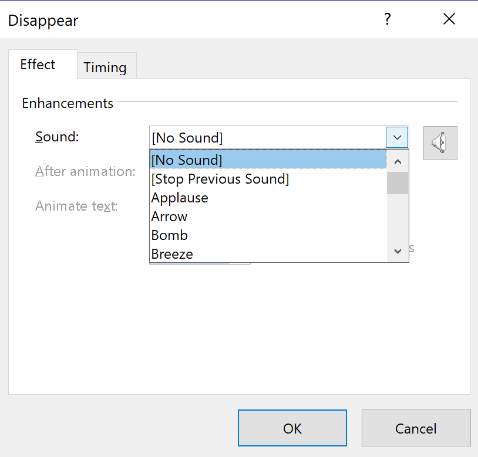 Disappear ?
Effect Timing
Enhancements
Sound: [No Sound]
[No Sound]
After animation: [Stop Previous Sound]
Applause
Animate text: Arrow
Bomb
Breeze
OK Cancel